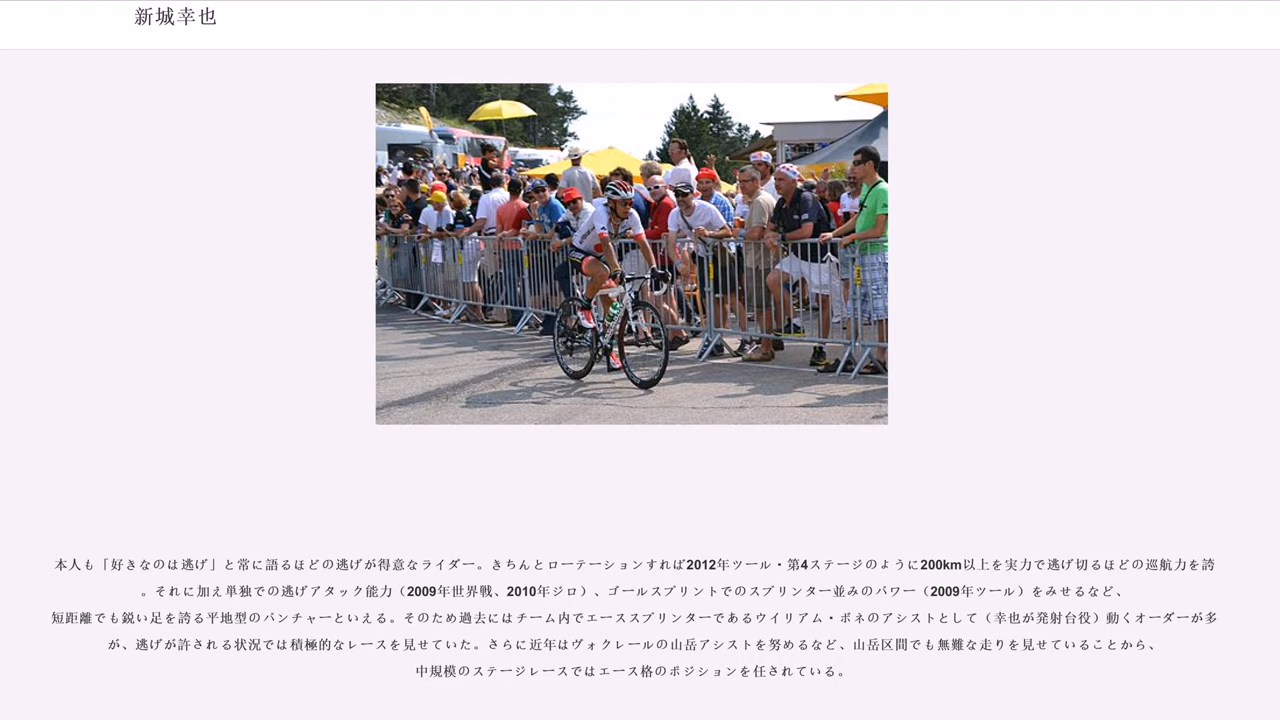 新城幸也
本人も「好きなのは逃げ」と常に語るほどの逃げが得意なライダー。きちんとローテーションすれば2012年ツール・第4ステージのように200km以上を実力で逃げ切るほどの巡航力を誇
。それに加え単独での逃げアタック能力（2009年世界戦、2010年ジロ）、ゴールスプリントでのスプリンター並みのパワー（2009年ツール）をみせるなど、
短距離でも鋭い足を誇る平地型のパンチャーといえる。そのため過去にはチーム内でエーススプリンターであるウイリアム・ボネのアシストとして（幸也が発射台役）動くオーダーが多
が、逃げが許される状況では積極的なレースを見せていた。さらに近年はヴォクレールの山岳アシストを努めるなど、山岳区間でも無難な走りを見せていることから、
中規模のステージレースではエース格のポジションを任されている。